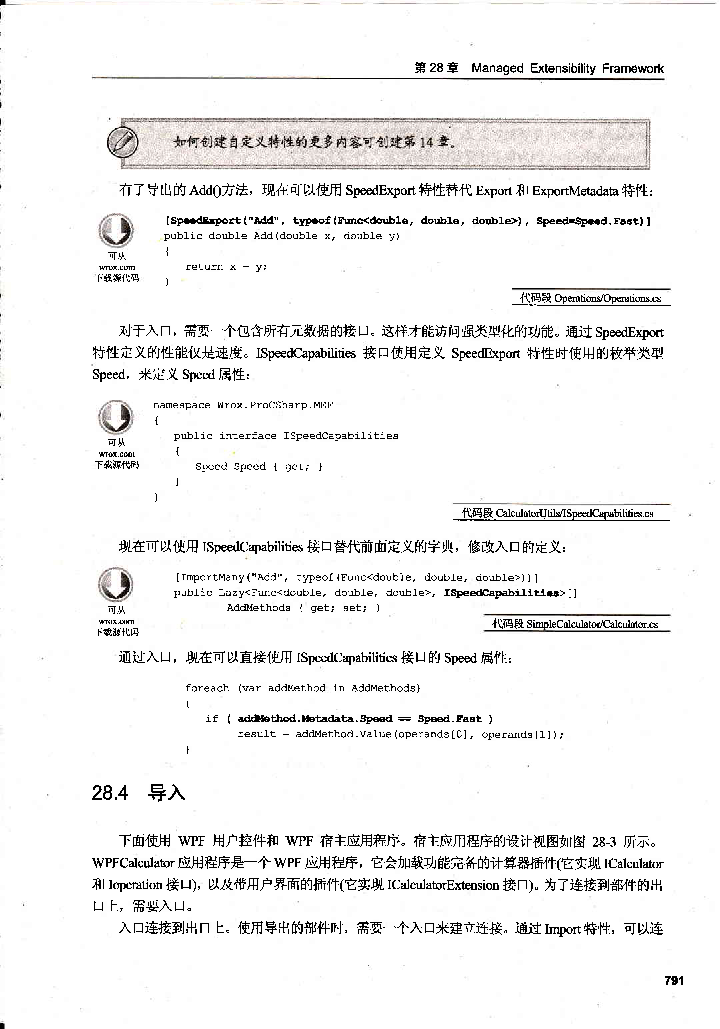 第 28 章 Managed Extensibility Framework
如何创建自定义特性的更多内容可创建第 14 章。
有了导出的 Add()方法，现在可以使用 SpeedExport 特性替代 Export 和 ExportMetadata 特性：
[SpeedExport("Add", typeof(Func<double, double, double>), Speed=Speed.Fast)]
public double Add(double x, double y)
{
return x + y;
}
可从
wrox.com
下载源代码
代码段 Operations/Operations.cs
对于入口，需要一个包含所有元数据的接口。这样才能访问强类型化的功能。通过 SpeedExport
特性定义的性能仅是速度。ISpeedCapabilities 接口使用定义 SpeedExport 特性时使用的枚举类型
Speed，来定义 Speed 属性：
namespace Wrox.ProCSharp.MEF
{
public interface ISpeedCapabilities
{
Speed Speed { get; }
}
}
可从
wrox.com
下载源代码
代码段 CalculatorUtils/ISpeedCapabilities.cs
现在可以使用 ISpeedCapabilities 接口替代前面定义的字典，修改入口的定义：
[ImportMany("Add", typeof(Func<double, double, double>))]
public Lazy<Func<double, double, double>, ISpeedCapabilities>[]
AddMethods { get; set; }
可从
wrox.com
下载源代码
代码段 SimpleCalculator/Calculator.cs
通过入口，现在可以直接使用 ISpeedCapabilities 接口的 Speed 属性：
foreach (var addMethod in AddMethods)
{
if ( addMethod.Metadata.Speed == Speed.Fast )
result = addMethod.Value(operands[0], operands[1]);
}
28.4 导入
下面使用 WPF 用户控件和 WPF 宿主应用程序。宿主应用程序的设计视图如图 28-3 所示。
WPFCalculator 应用程序是一个 WPF 应用程序，它会加载功能完备的计算器插件(它实现 ICalculator
和 Ioperation 接口)，以及带用户界面的插件(它实现 ICalculatorExtension 接口)。为了连接到部件的出
口上，需要入口。
入口连接到出口上。使用导出的部件时，需要一个入口来建立连接。通过 Import 特性，可以连
791